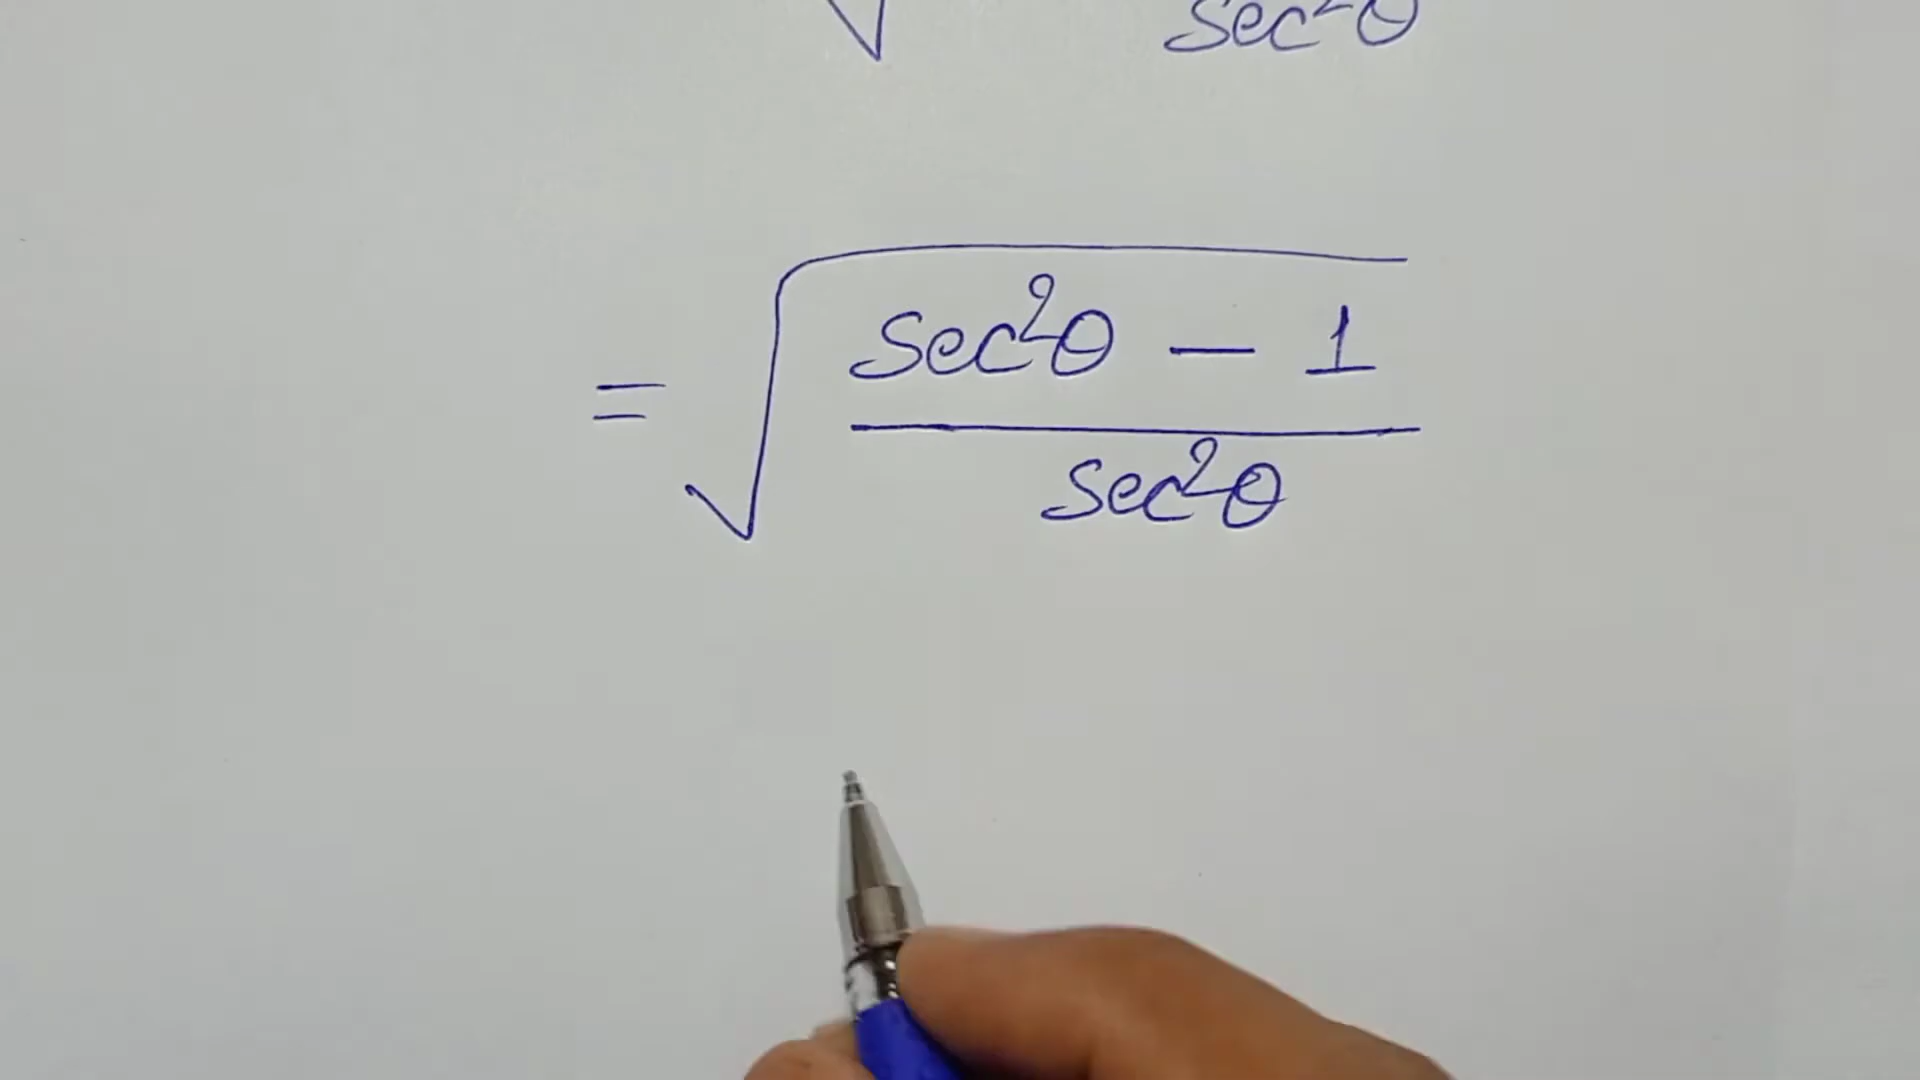 √ sec²θ
= √ sec²θ - 1
sec²θ